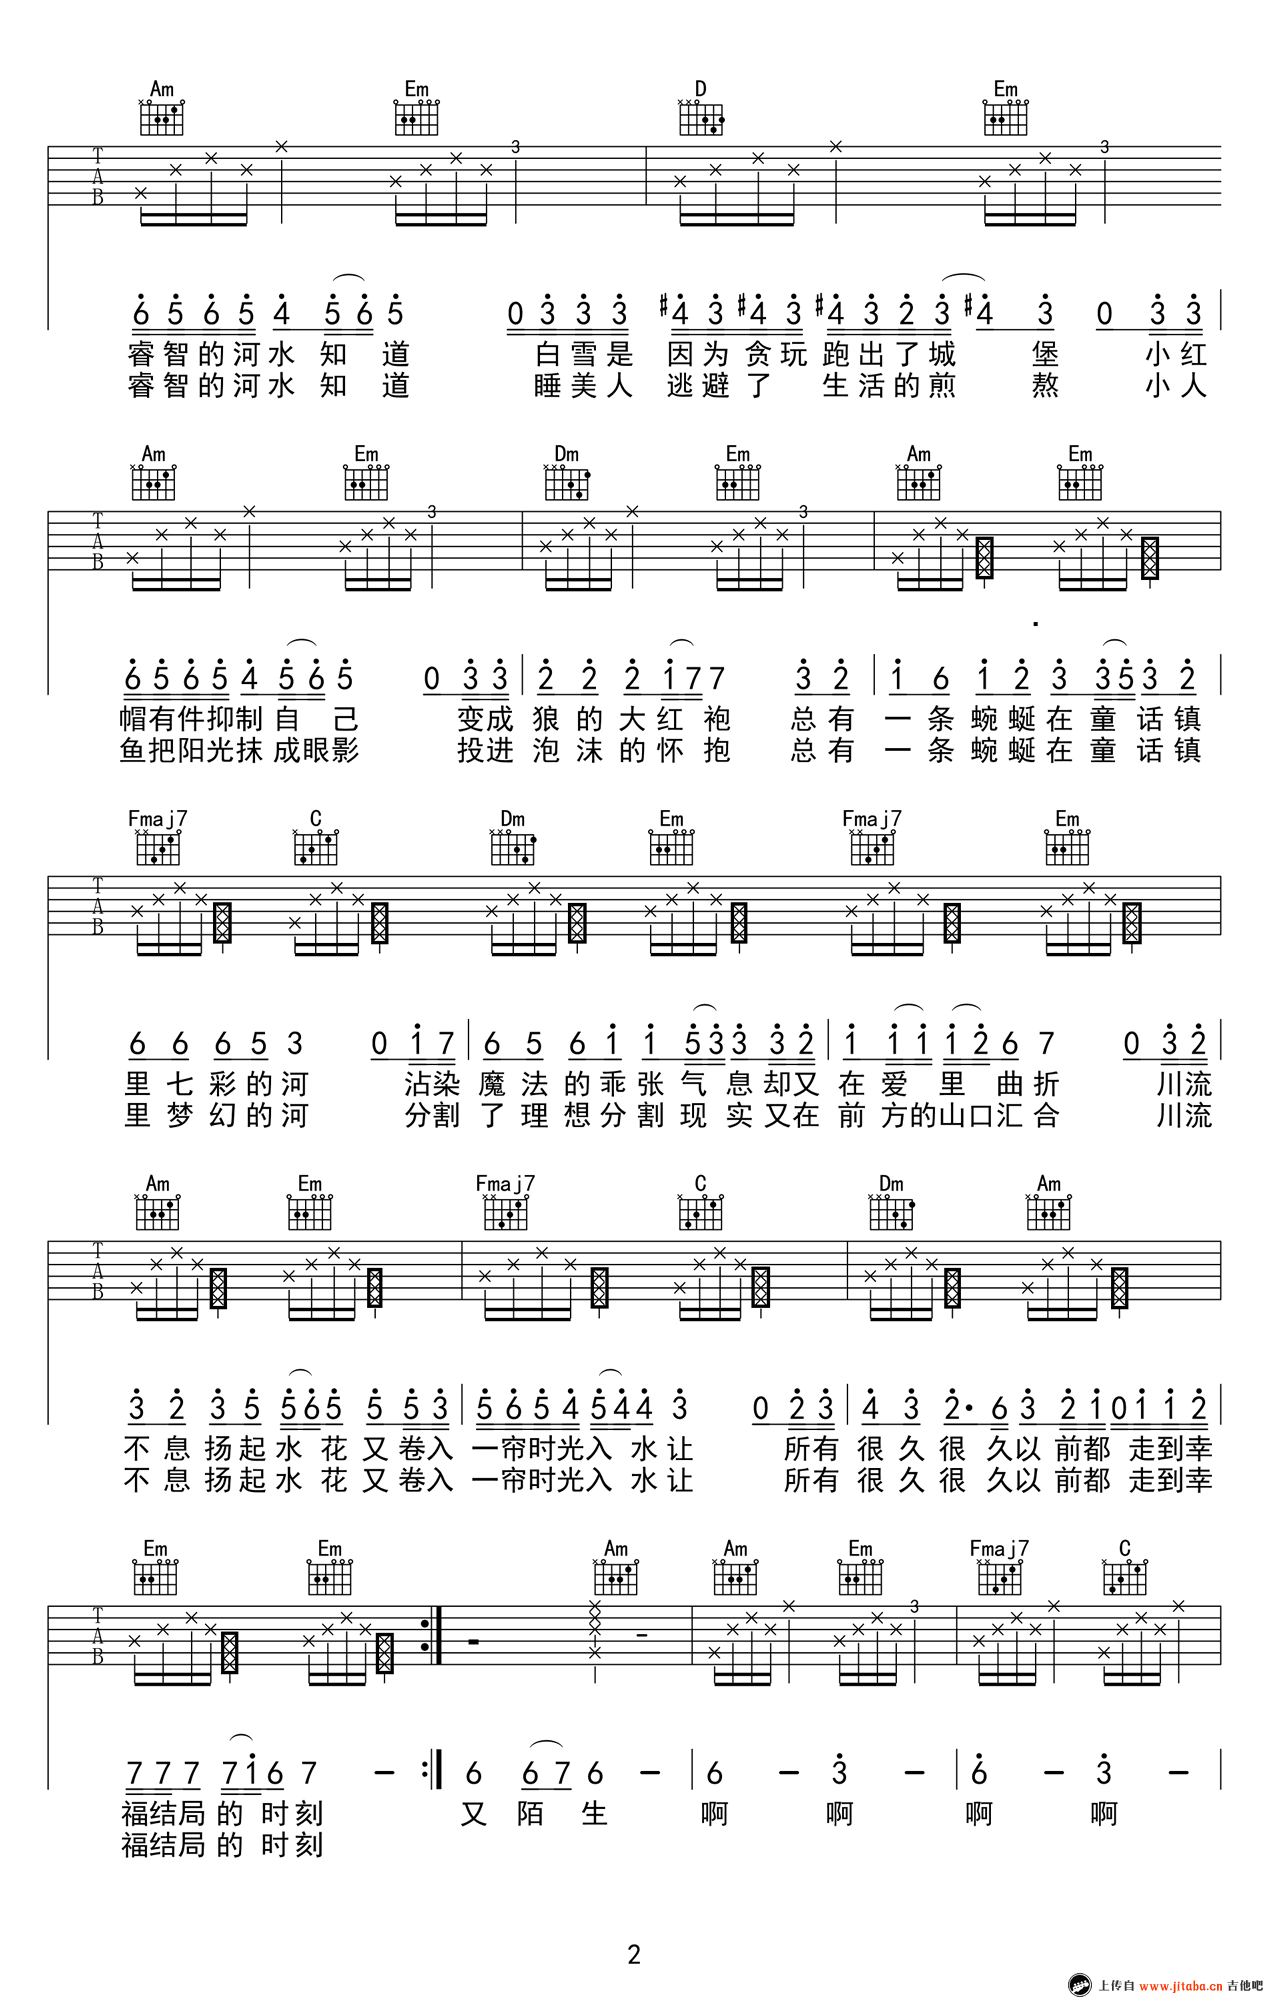 Am Em D Em
T A B 3 3
6 5 6 5 4 5 6 5 0 3 3 3 #4 3 #4 3 #4 3 2 3 #4 3 0 3 3
睿智的河水知道 白雪是因为贪玩跑出了城堡 小红
睿智的河水知道 睡美人逃避了生活的煎熬 小人
Am Em Dm Em Am Em
T A B 3 3
6 5 6 5 4 5 6 5 0 3 3 2 2 2 1 7 7 3 2 1 6 1 2 3 3 5 3 2
帽有件抑制自己 变成狼的大红袍 总有一条蜿蜒在童话镇
鱼把阳光抹成眼影 投进泡沫的怀抱 总有一条蜿蜒在童话镇
Fmaj7 C Dm Em Fmaj7 Em
T A B
6 6 6 5 3 0 1 7 6 5 6 1 1 5 3 3 3 2 1 1 1 1 2 6 7 0 3 2
里七彩的河 沾染魔法的乖张气息却又在爱里曲折 川流
里梦幻的河 分割了理想分割现实又在前方的山口汇合 川流
Am Em Fmaj7 C Dm Am
T A B
3 2 3 5 5 6 5 5 5 3 5 6 5 4 5 4 4 3 0 2 3 4 3 2· 6 3 2 1 0 1 1 2
不息扬起水花又卷入一帘时光入水让 所有很久很久以前都走到幸
不息扬起水花又卷入一帘时光入水让 所有很久很久以前都走到幸
Em Em Am Am Em Fmaj7 C
T A B 3
7 7 7 7 1 6 7 – 6 6 7 6 – 6 – 3 – 6 – 3 –
福结局的时刻 又陌生 啊 啊 啊 啊
福结局的时刻
2
上传自 www.jitaba.cn 吉他吧